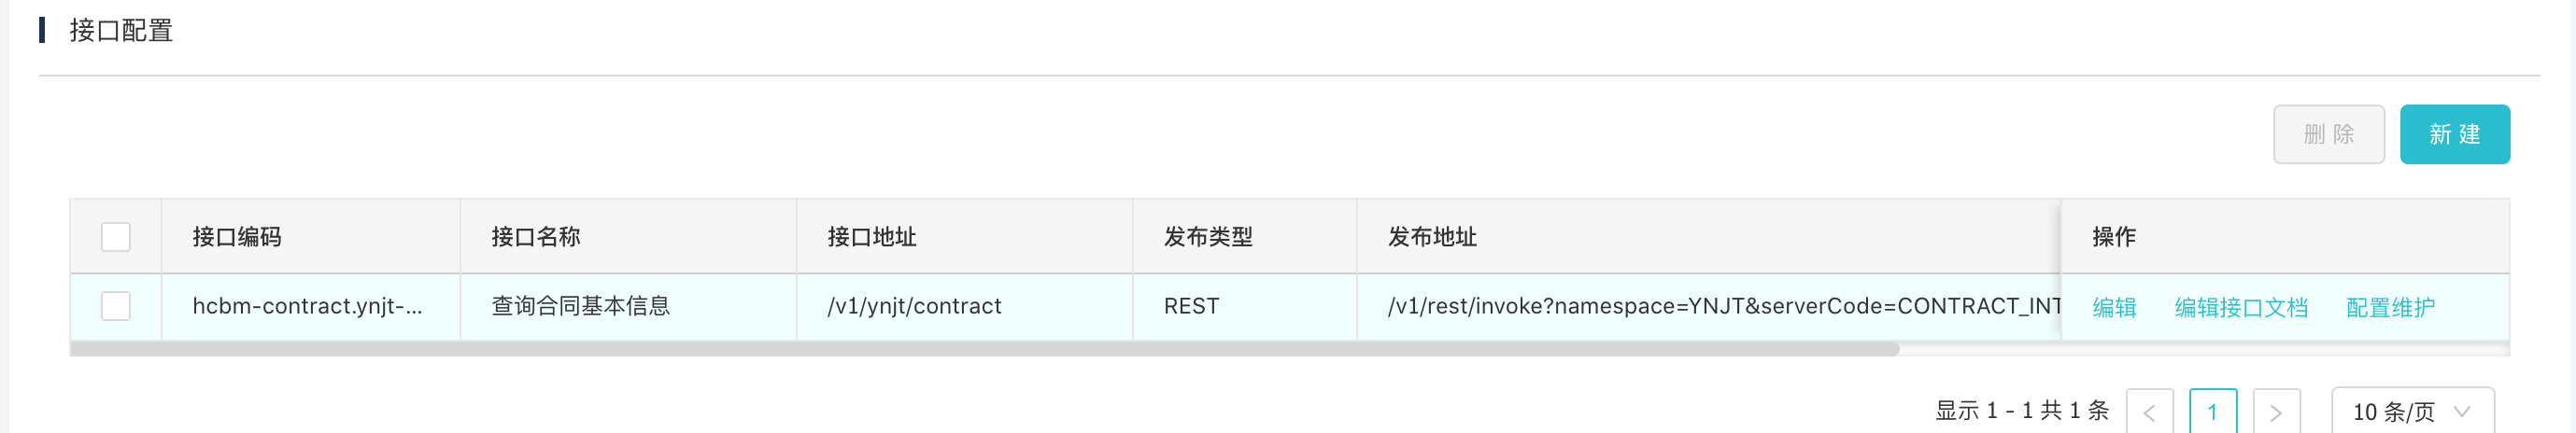 接口配置
删 除 新 建
接口编码 接口名称 接口地址 发布类型 发布地址 操作
hcbm-contract.ynjt-... 查询合同基本信息 /v1/ynjt/contract REST /v1/rest/invoke?namespace=YNJT&serverCode=CONTRACT_INT 编辑 编辑接口文档 配置维护
显示 1 - 1 共 1 条 < 1 > 10 条/页